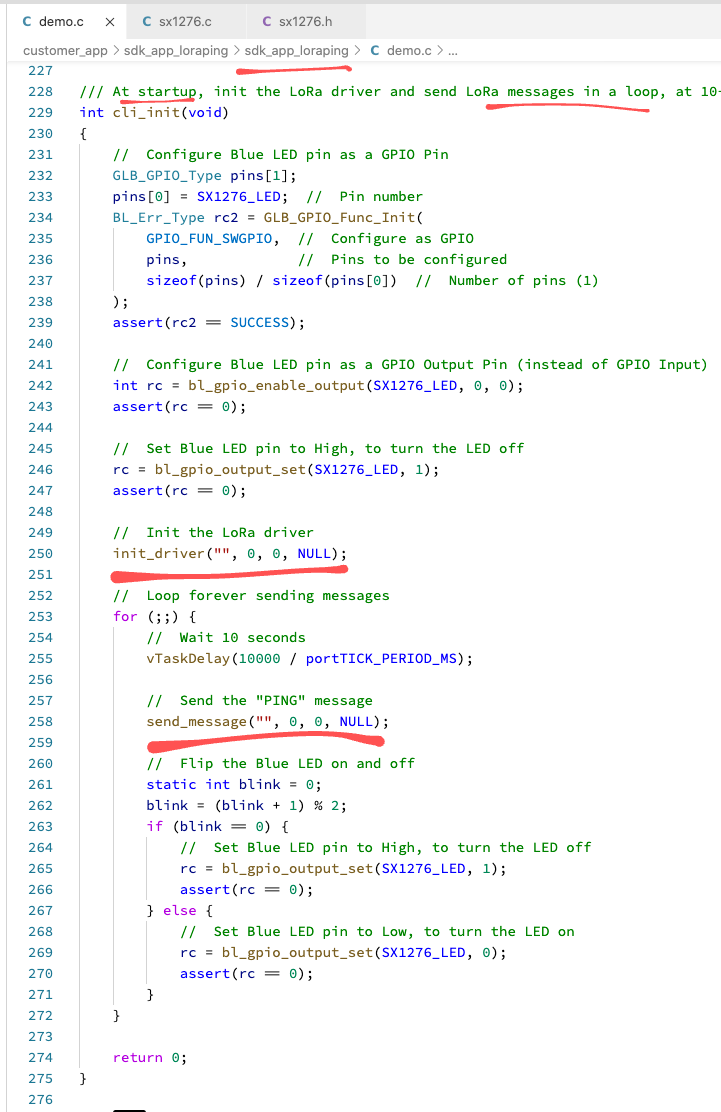 demo.c × sx1276.c sx1276.h
customer_app > sdk_app_loraping > sdk_app_loraping > C demo.c > ...
227
228 /// At startup, init the LoRa driver and send LoRa messages in a loop, at 10-
229 int cli_init(void)
230 {
231 // Configure Blue LED pin as a GPIO Pin
232 GLB_GPIO_Type pins[1];
233 pins[0] = SX1276_LED; // Pin number
234 BL_Err_Type rc2 = GLB_GPIO_Func_Init(
235 GPIO_FUN_SWGPIO, // Configure as GPIO
236 pins, // Pins to be configured
237 sizeof(pins) / sizeof(pins[0]) // Number of pins (1)
238 );
239 assert(rc2 == SUCCESS);
240
241 // Configure Blue LED pin as a GPIO Output Pin (instead of GPIO Input)
242 int rc = bl_gpio_enable_output(SX1276_LED, 0, 0);
243 assert(rc == 0);
244
245 // Set Blue LED pin to High, to turn the LED off
246 rc = bl_gpio_output_set(SX1276_LED, 1);
247 assert(rc == 0);
248
249 // Init the LoRa driver
250 init_driver("", 0, 0, NULL);
251
252 // Loop forever sending messages
253 for (;;) {
254 // Wait 10 seconds
255 vTaskDelay(10000 / portTICK_PERIOD_MS);
256
257 // Send the "PING" message
258 send_message("", 0, 0, NULL);
259
260 // Flip the Blue LED on and off
261 static int blink = 0;
262 blink = (blink + 1) % 2;
263 if (blink == 0) {
264 // Set Blue LED pin to High, to turn the LED off
265 rc = bl_gpio_output_set(SX1276_LED, 1);
266 assert(rc == 0);
267 } else {
268 // Set Blue LED pin to Low, to turn the LED on
269 rc = bl_gpio_output_set(SX1276_LED, 0);
270 assert(rc == 0);
271 }
272 }
273
274 return 0;
275 }
276